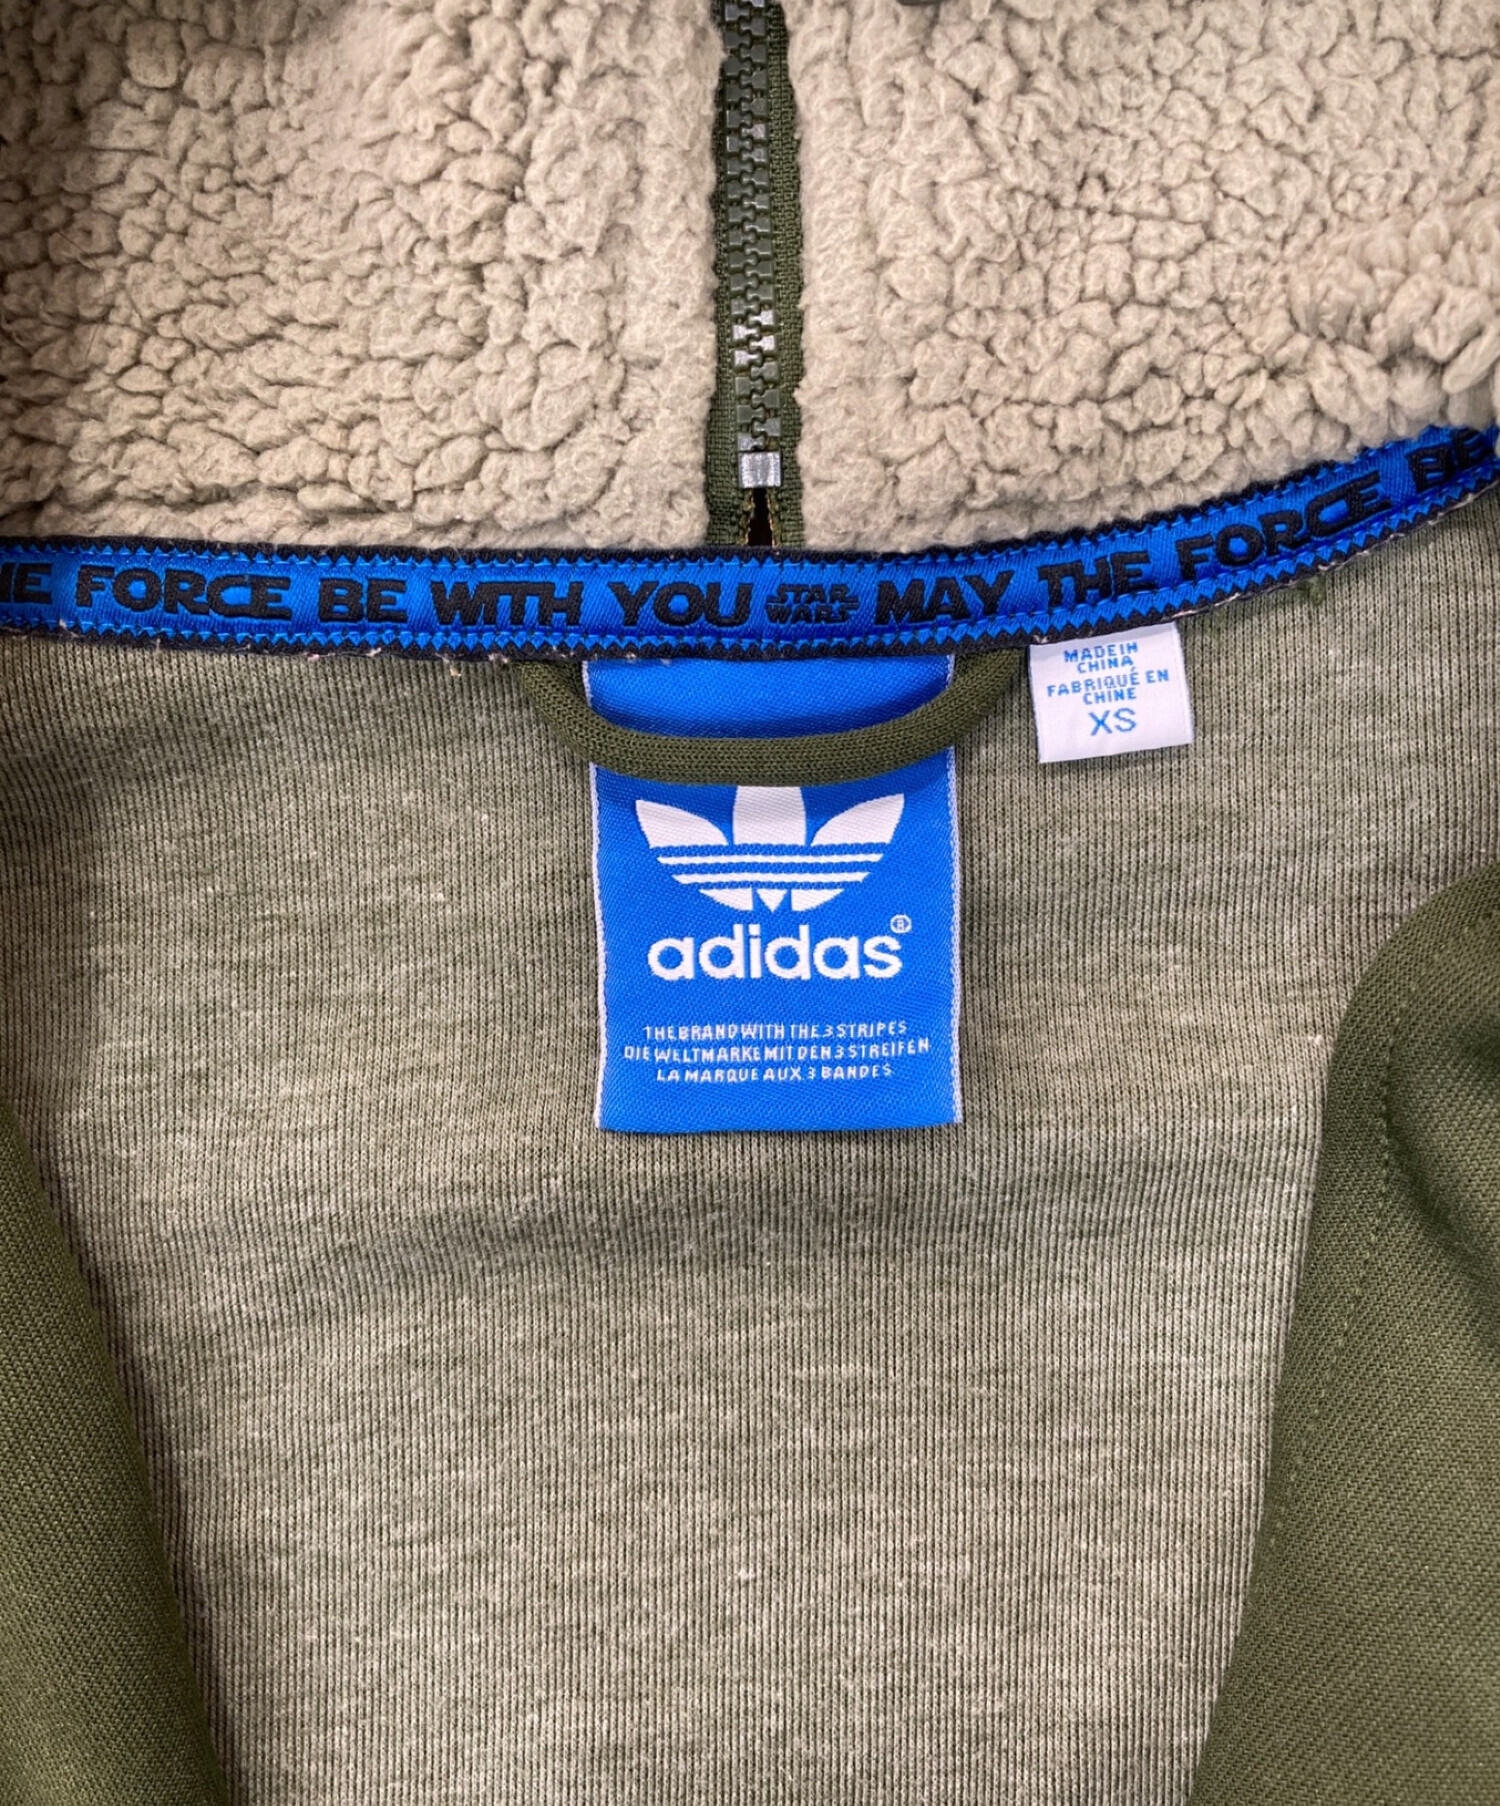 HE FORCE BE WITH YOU STAR WARS MAY THE FORCE BE
MADE IN
CHINA
FABRIQUÉ EN
CHINE
XS
adidas®
THE BRAND WITH THE 3 STRIPES
DIE WELTMARKE MIT DEN 3 STREIFEN
LA MARQUE AUX 3 BANDES